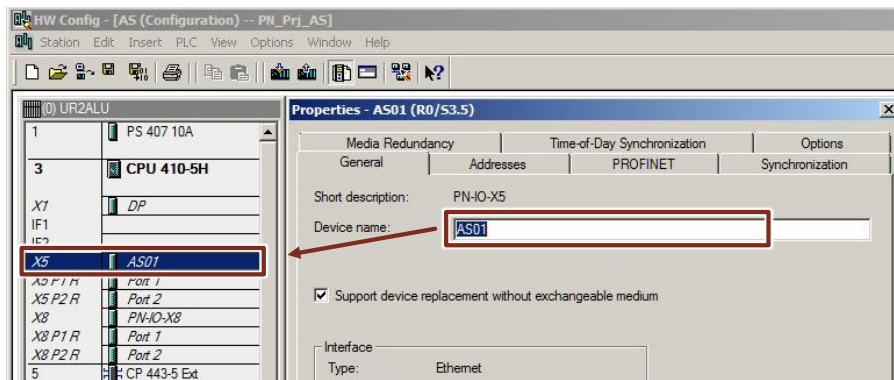 HW Config - [AS (Configuration) -- PN_Prj_AS]
Station Edit Insert PLC View Options Window Help
(0) UR2ALU
1 PS 407 10A
3 CPU 410-5H
X1 DP
IF1
IF2
X5 AS01
X5 P1 R Port 1
X5 P2 R Port 2
X8 PN-IO-X8
X8 P1 R Port 1
X8 P2 R Port 2
5 CP 443-5 Ext
Properties - AS01 (R0/S3.5)
Media Redundancy Time-of-Day Synchronization Options
General Addresses PROFINET Synchronization
Short description: PN-IO-X5
Device name: AS01
Support device replacement without exchangeable medium
Interface
Type: Ethernet